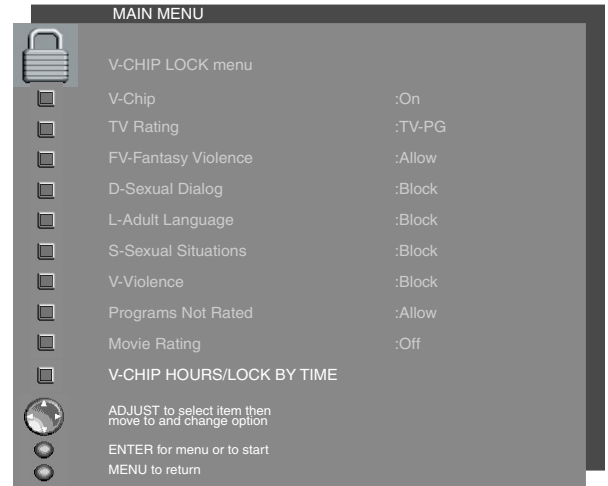 MAIN MENU
V-CHIP LOCK menu
V-Chip :On
TV Rating :TV-PG
FV-Fantasy Violence :Allow
D-Sexual Dialog :Block
L-Adult Language :Block
S-Sexual Situations :Block
V-Violence :Block
Programs Not Rated :Allow
Movie Rating :Off
V-CHIP HOURS/LOCK BY TIME
ADJUST to select item then
move to and change option
ENTER for menu or to start
MENU to return